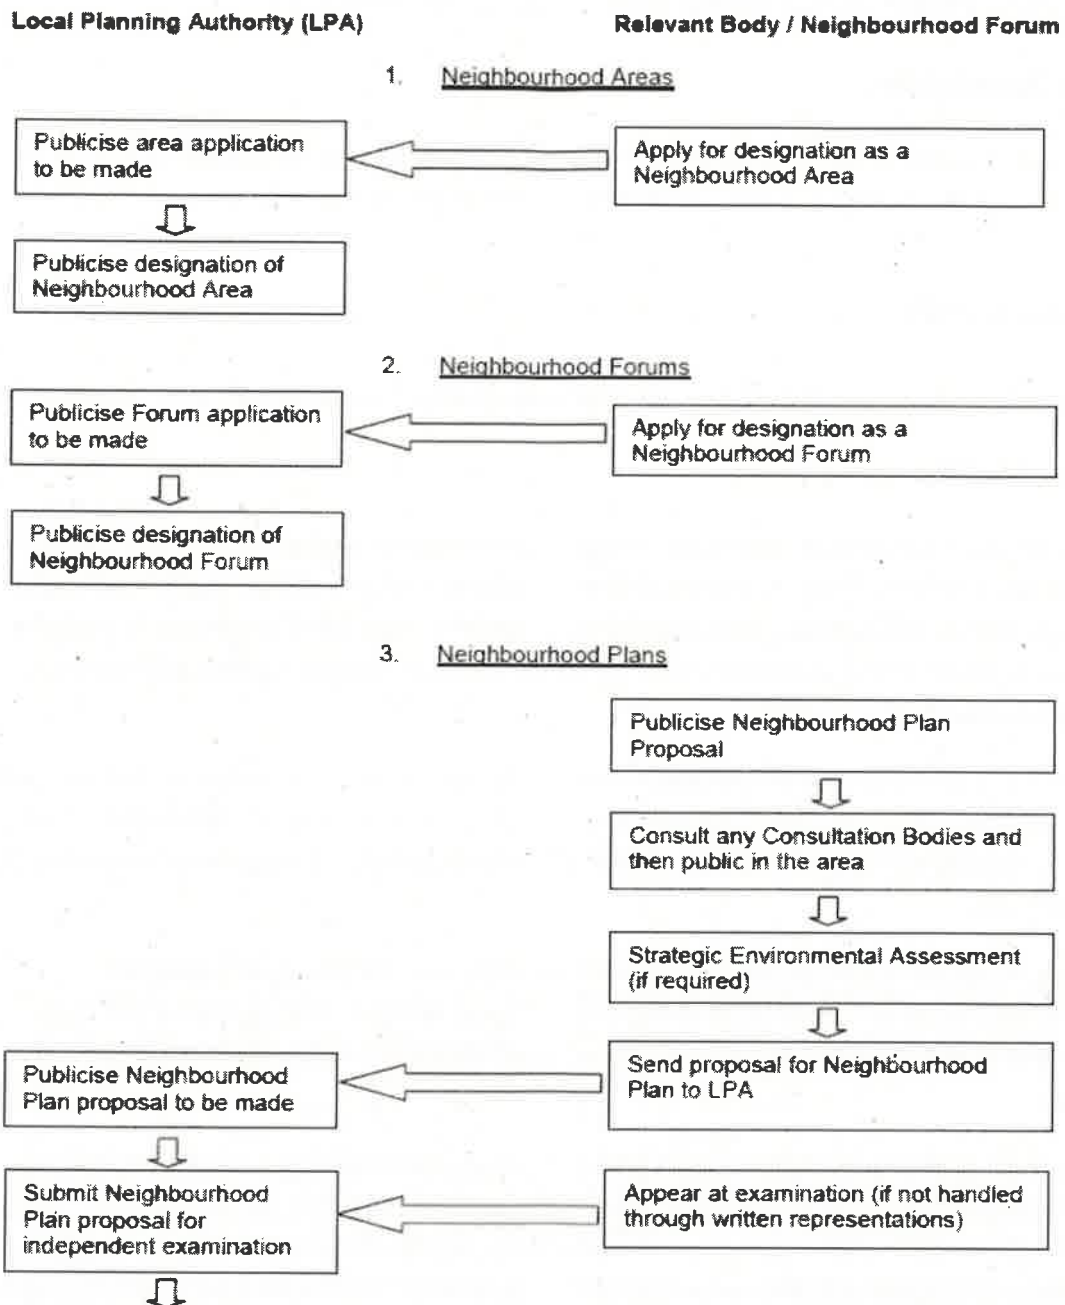 Local Planning Authority (LPA)
Relevant Body / Neighbourhood Forum
1. Neighbourhood Areas
Publicise area application
to be made
Apply for designation as a
Neighbourhood Area
Publicise designation of
Neighbourhood Area
2. Neighbourhood Forums
Publicise Forum application
to be made
Apply for designation as a
Neighbourhood Forum
Publicise designation of
Neighbourhood Forum
3. Neighbourhood Plans
Publicise Neighbourhood Plan
Proposal
Consult any Consultation Bodies and
then public in the area
Strategic Environmental Assessment
(if required)
Send proposal for Neighbourhood
Plan to LPA
Publicise Neighbourhood
Plan proposal to be made
Submit Neighbourhood
Plan proposal for
independent examination
Appear at examination (if not handled
through written representations)